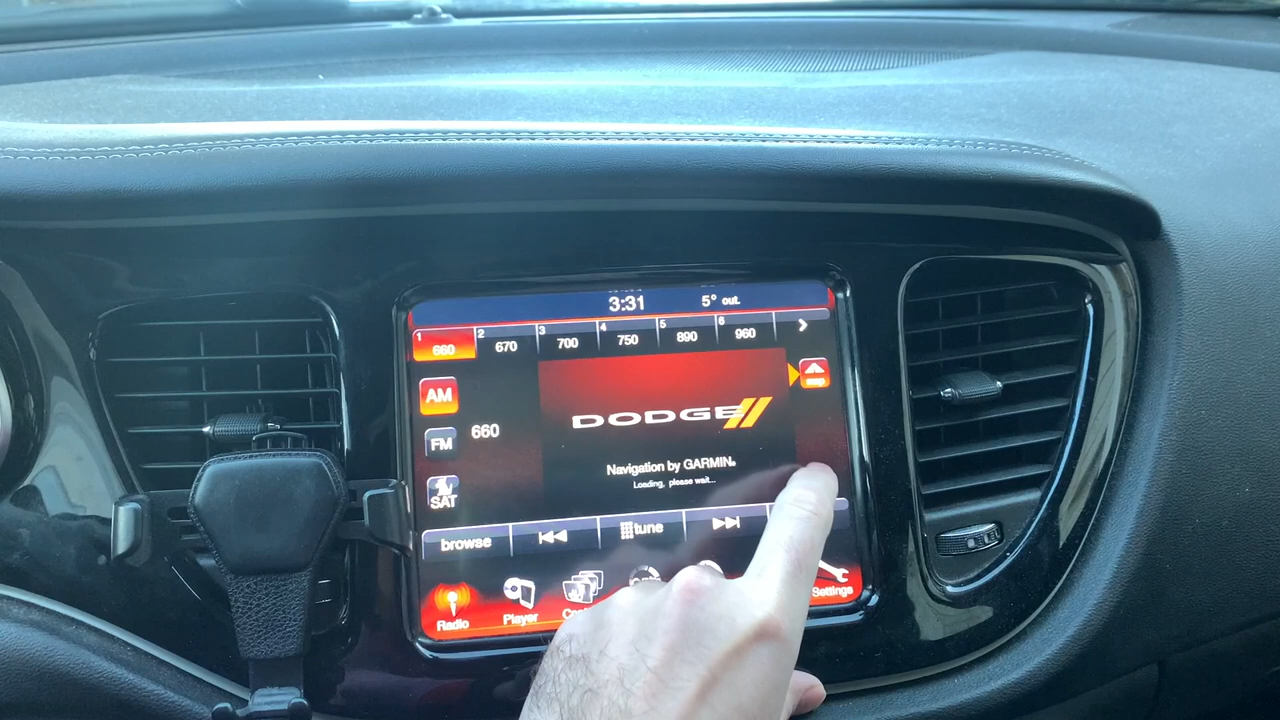 3:31 5° out.
1 2 3 4 5 6
660 670 700 750 890 960
AM
map
DODGE
FM 660
Navigation by GARMIN®
Loading, please wait...
SAT
browse tune
Radio Player Settings